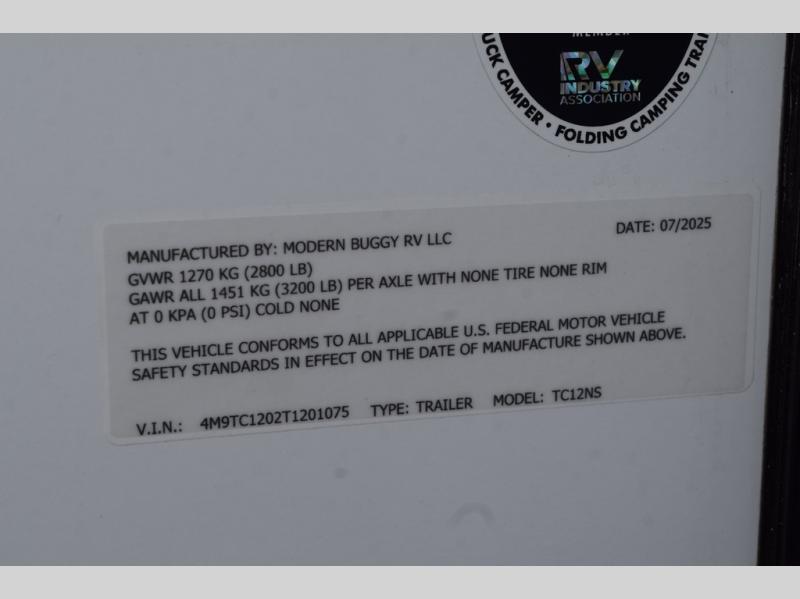 MEMBER
RV
INDUSTRY
ASSOCIATION
UCK CAMPER • FOLDING CAMPING TRAI
MANUFACTURED BY: MODERN BUGGY RV LLC DATE: 07/2025
GVWR 1270 KG (2800 LB)
GAWR ALL 1451 KG (3200 LB) PER AXLE WITH NONE TIRE NONE RIM
AT 0 KPA (0 PSI) COLD NONE
THIS VEHICLE CONFORMS TO ALL APPLICABLE U.S. FEDERAL MOTOR VEHICLE
SAFETY STANDARDS IN EFFECT ON THE DATE OF MANUFACTURE SHOWN ABOVE.
V.I.N.: 4M9TC1202T1201075 TYPE: TRAILER MODEL: TC12NS